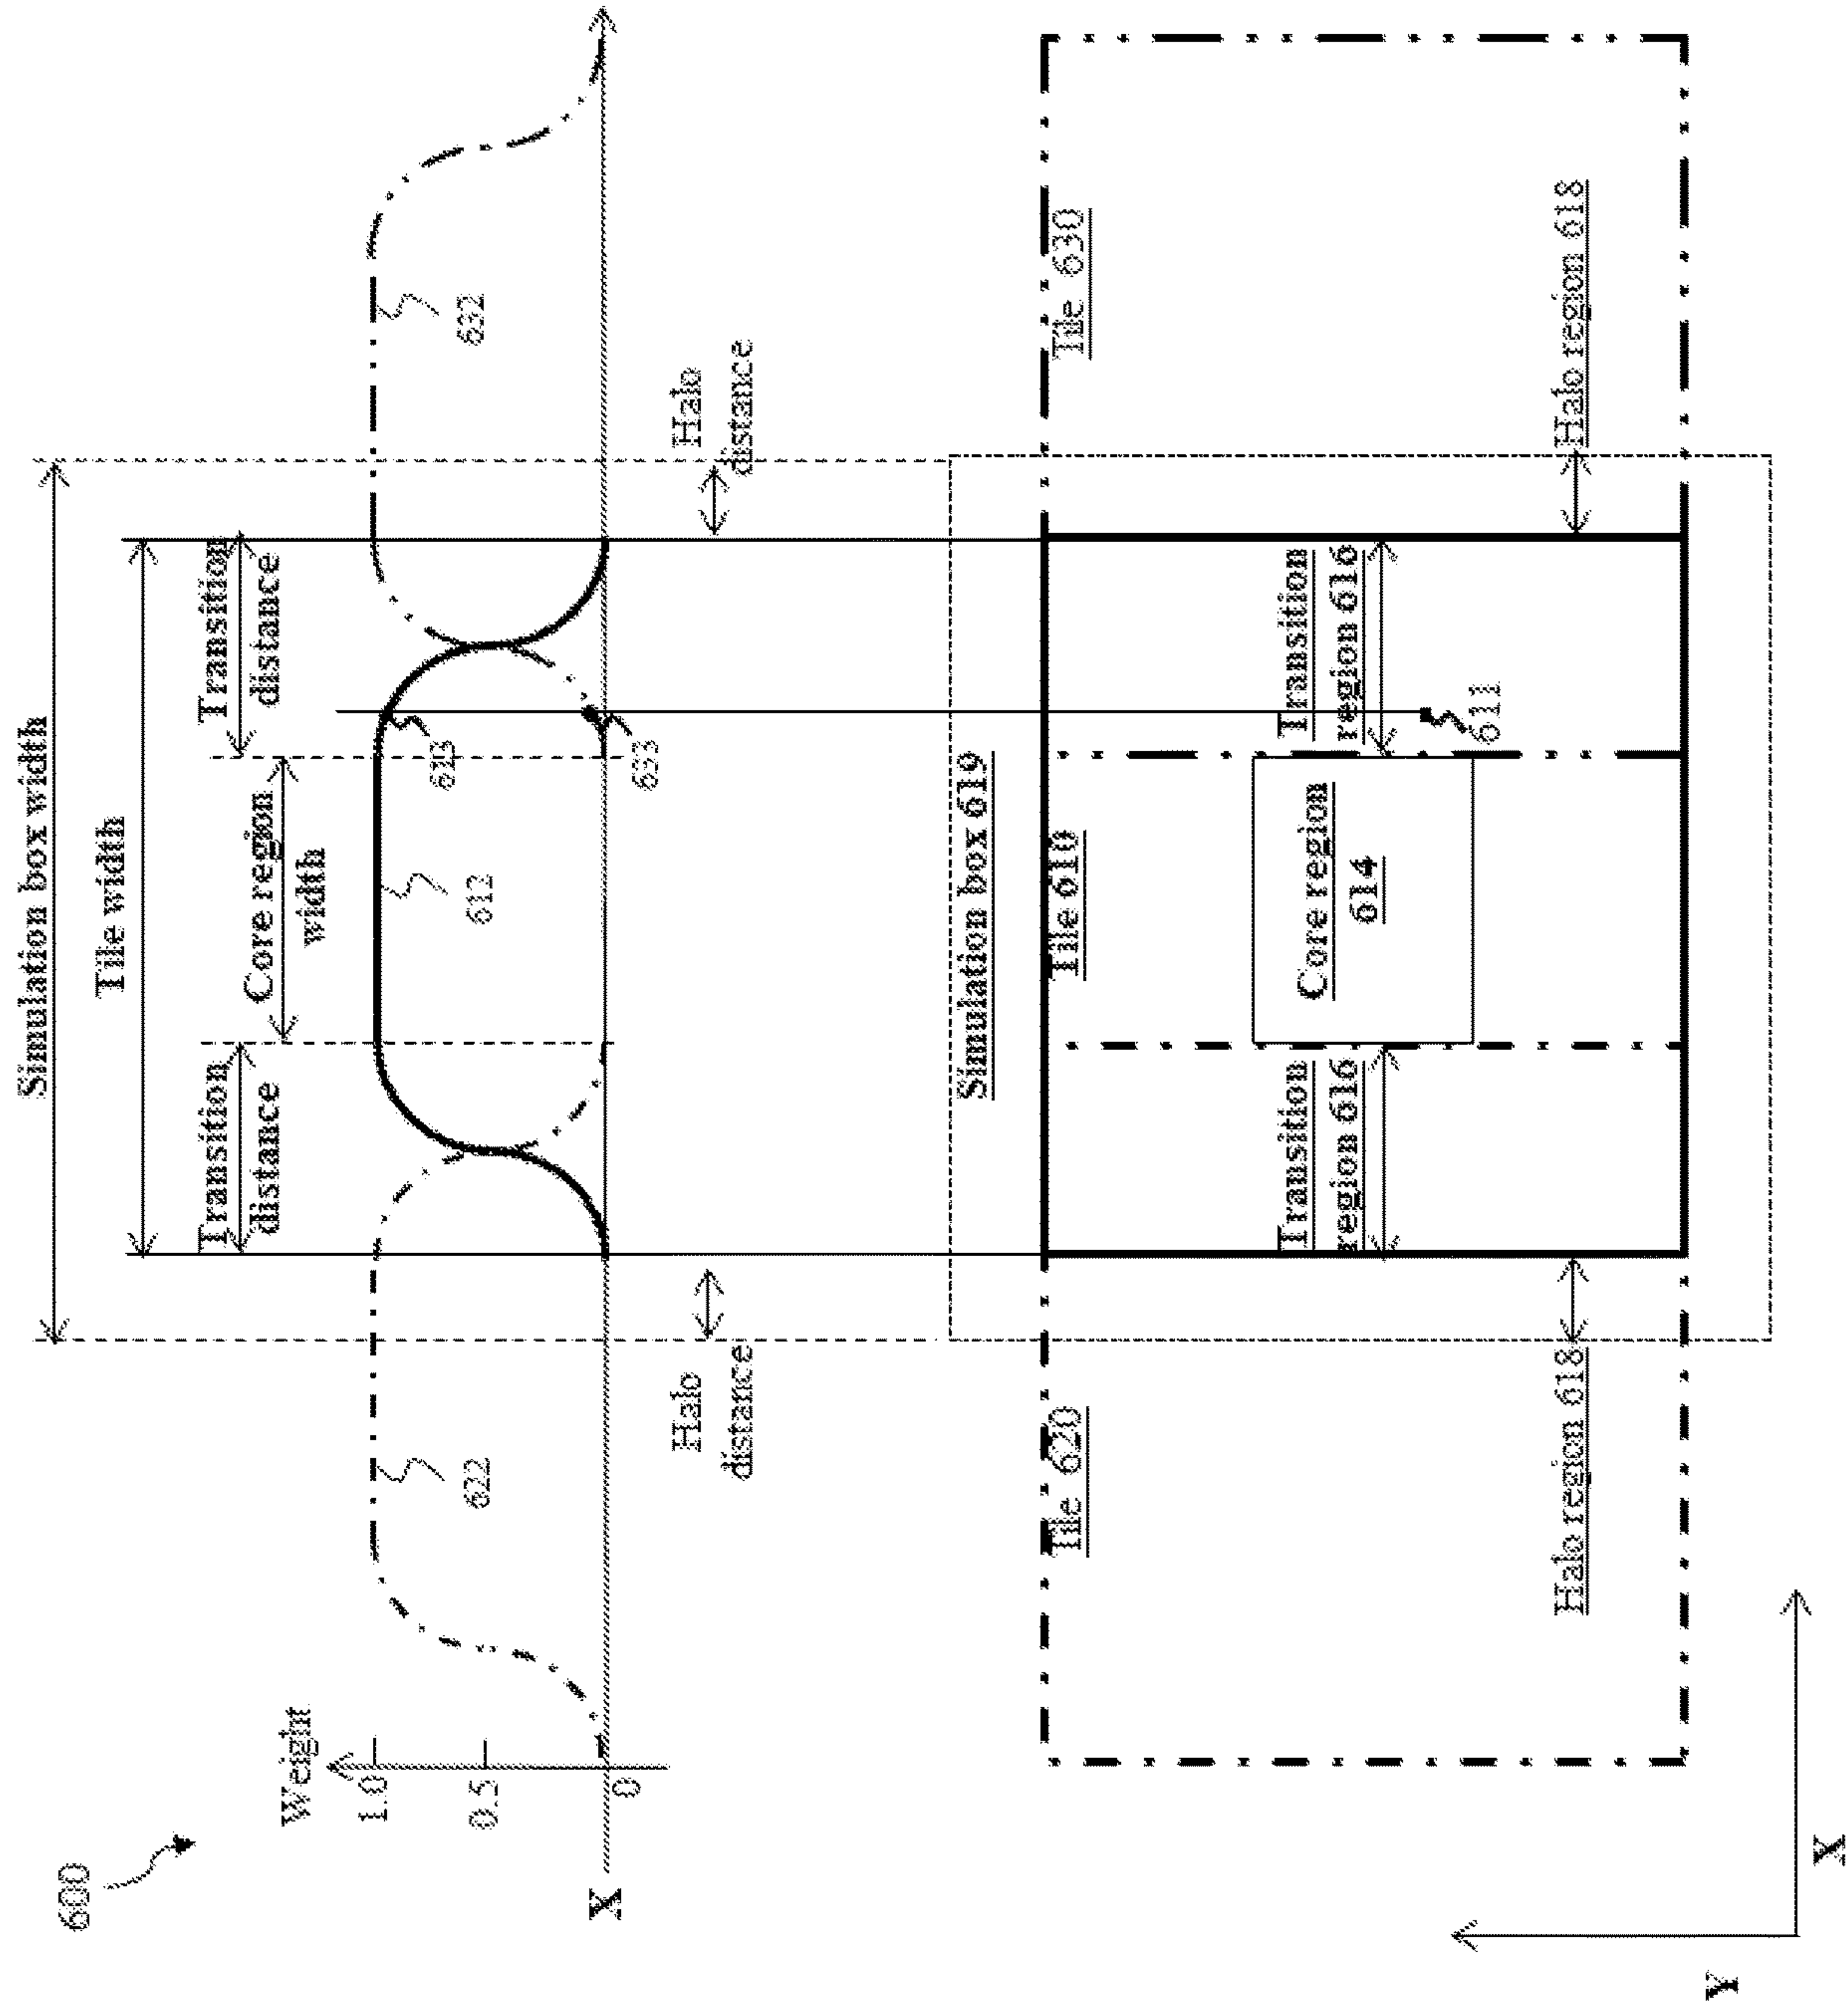 600
Simulation box width
Tile width
Transition
distance
Core region
width
Transition
distance
Weight
1.0
0.5
0
X
622
612
613
633
632
Halo
distance
Halo
distance
Simulation box 619
Tile 620
Tile 610
Tile 630
Transition
region 616
Core region
614
Transition
region 616
611
Halo region 618
Halo region 618
Y
X